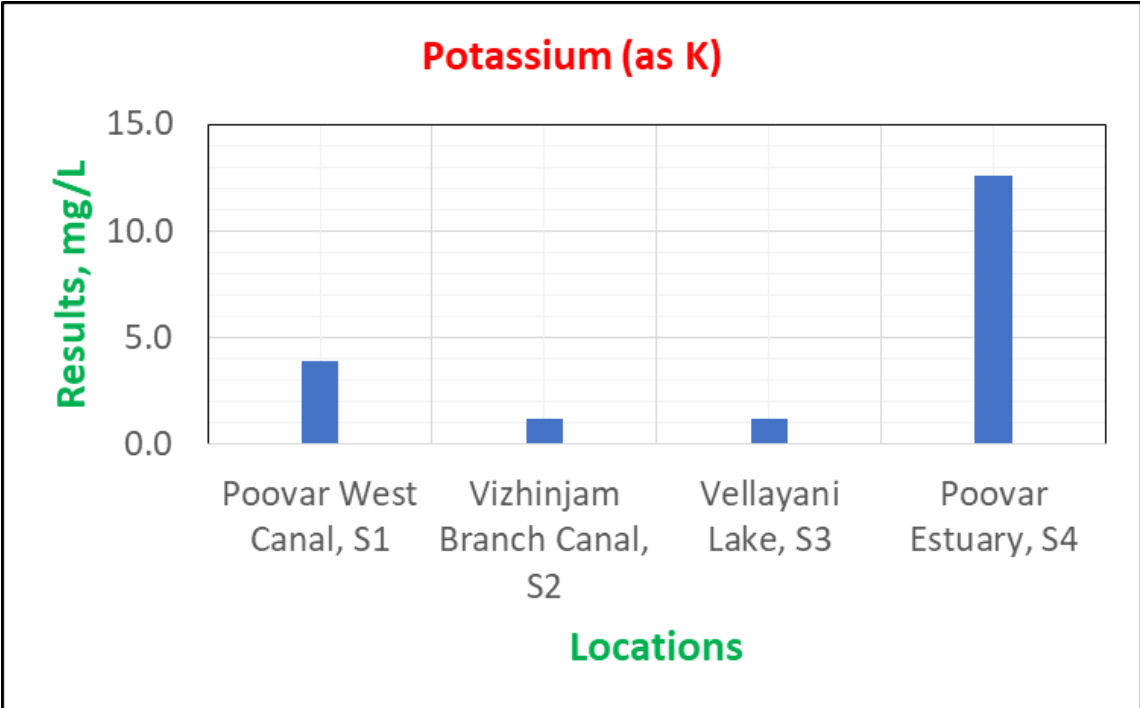 Potassium (as K)
Results, mg/L
15.0
10.0
5.0
0.0
Poovar West
Canal, S1
Vizhinjam
Branch Canal,
S2
Vellayani
Lake, S3
Poovar
Estuary, S4
Locations